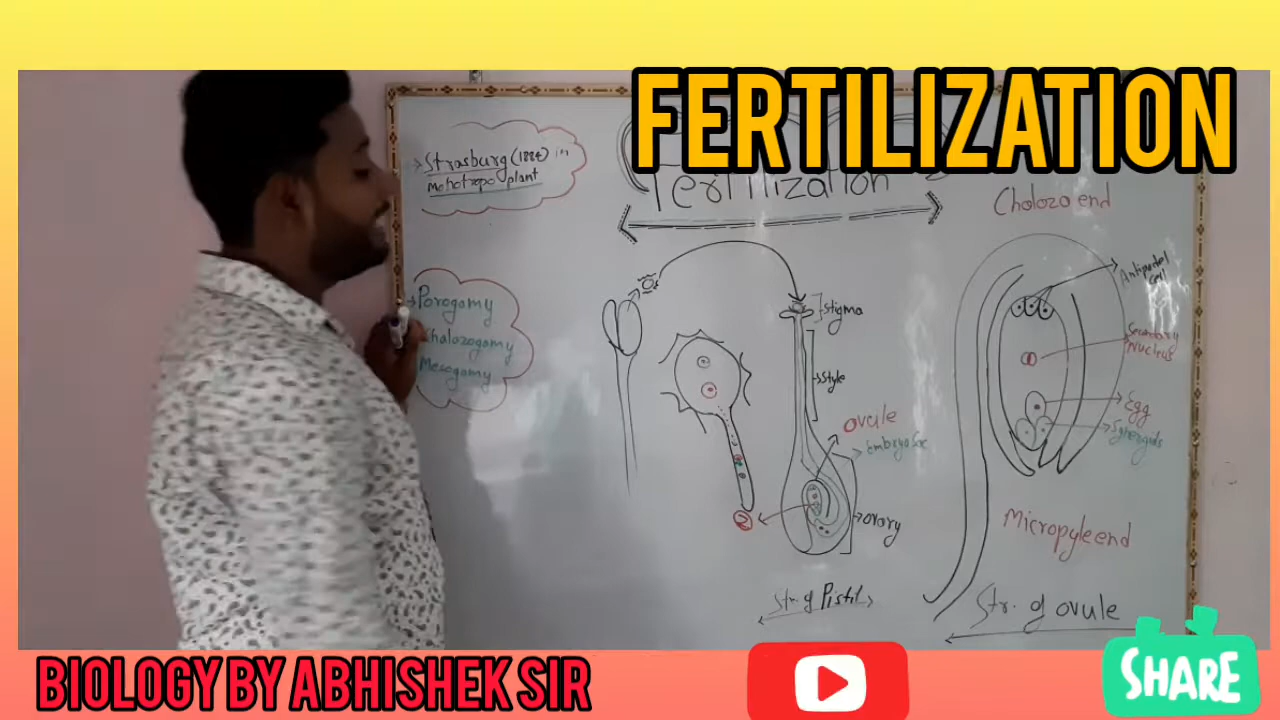 FERTILIZATION
Strasburg (1884) in
Monotropa plant
Fertilization
Porogamy
Chalozogamy
Mesogamy
Stigma
Style
Ovule
Embryo Sac
Ovary
Str. of Pistil
Cholozo end
Antipodal
cell
Secondary
Nucleus
Egg
Synergids
Micropyle end
Str. of ovule
BIOLOGY BY ABHISHEK SIR
SHARE